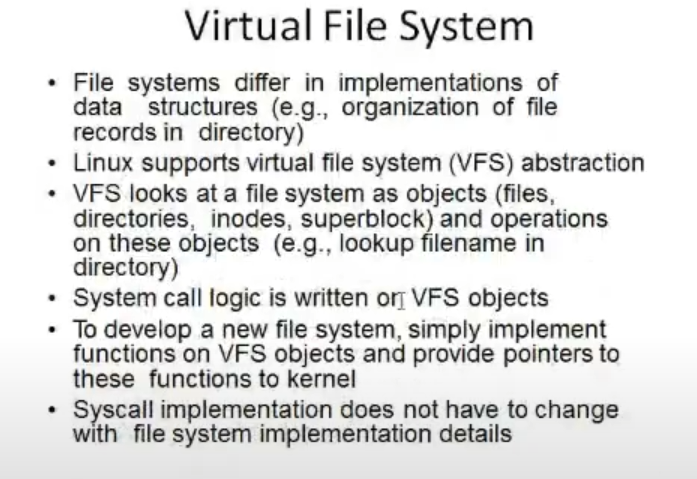 Virtual File System
• File systems differ in implementations of
data structures (e.g., organization of file
records in directory)
• Linux supports virtual file system (VFS) abstraction
• VFS looks at a file system as objects (files,
directories, inodes, superblock) and operations
on these objects (e.g., lookup filename in
directory)
• System call logic is written on VFS objects
• To develop a new file system, simply implement
functions on VFS objects and provide pointers to
these functions to kernel
• Syscall implementation does not have to change
with file system implementation details